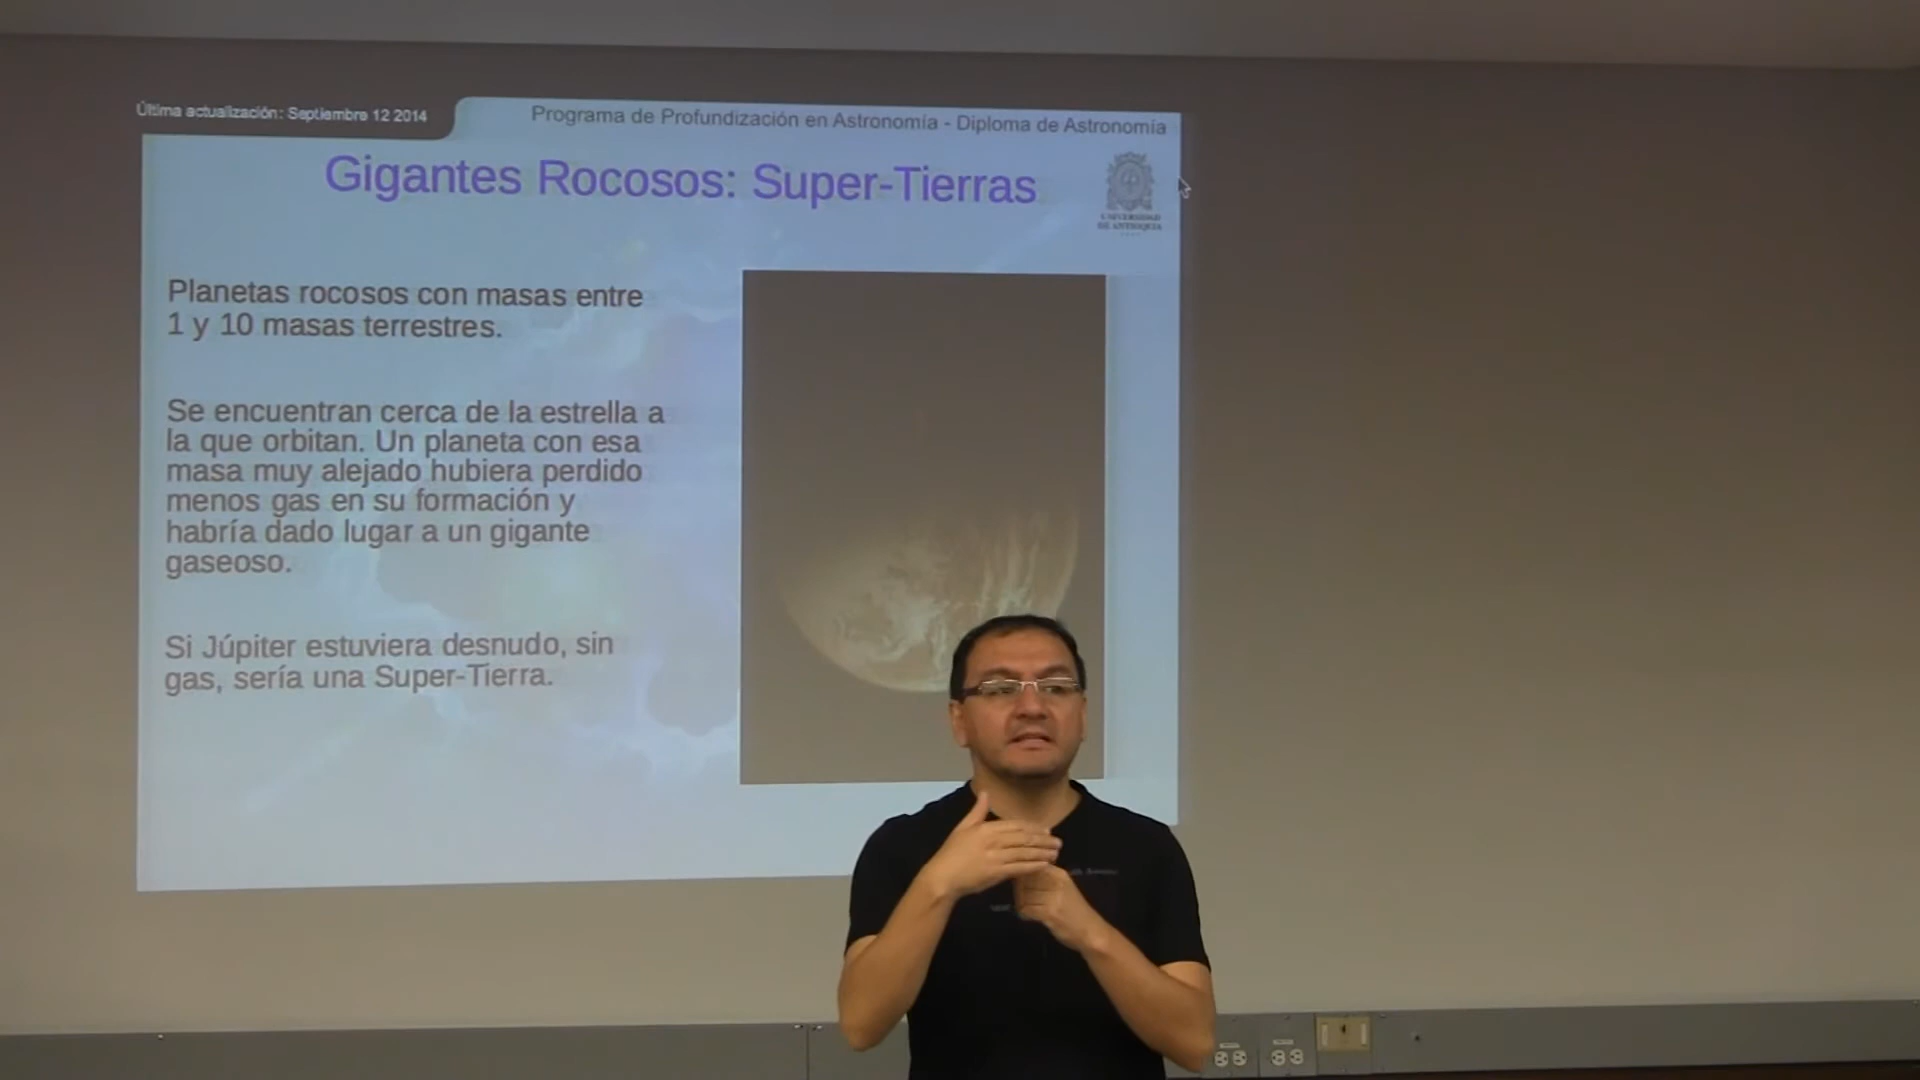 Última actualización: Septiembre 12 2014
Programa de Profundización en Astronomía - Diploma de Astronomía
Gigantes Rocosos: Super-Tierras
UNIVERSIDAD
DE ANTIOQUIA
Planetas rocosos con masas entre
1 y 10 masas terrestres.
Se encuentran cerca de la estrella a
la que orbitan. Un planeta con esa
masa muy alejado hubiera perdido
menos gas en su formación y
habría dado lugar a un gigante
gaseoso.
Si Júpiter estuviera desnudo, sin
gas, sería una Super-Tierra.